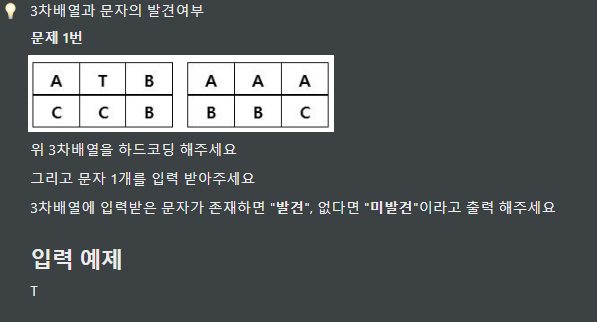 3차배열과 문자의 발견여부
문제 1번
A T B A A A
C C B B B C
위 3차배열을 하드코딩 해주세요
그리고 문자 1개를 입력 받아주세요
3차배열에 입력받은 문자가 존재하면 "발견", 없다면 "미발견"이라고 출력 해주세요
입력 예제
T